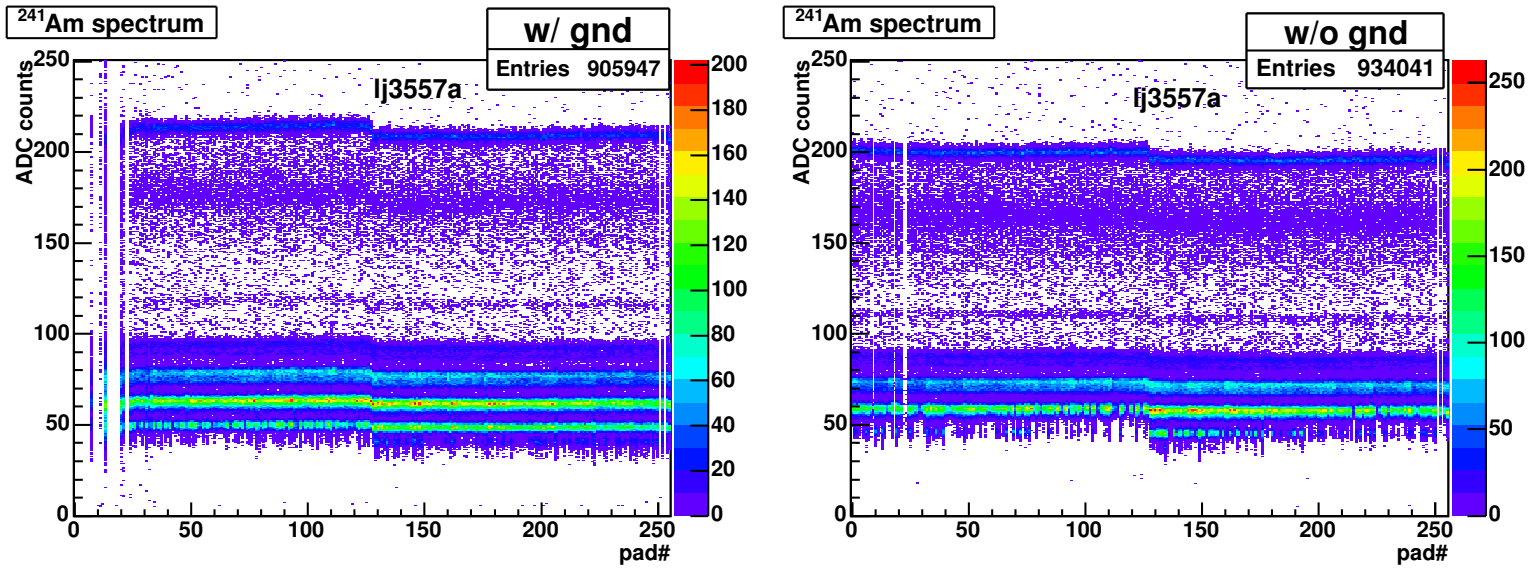 ²⁴¹Am spectrum
w/ gnd
Entries 905947
lj3557a
ADC counts
250
200
150
100
50
0
0 50 100 150 200 250
pad#
200
180
160
140
120
100
80
60
40
20
0
²⁴¹Am spectrum
w/o gnd
Entries 934041
lj3557a
ADC counts
250
200
150
100
50
0
0 50 100 150 200 250
pad#
250
200
150
100
50
0